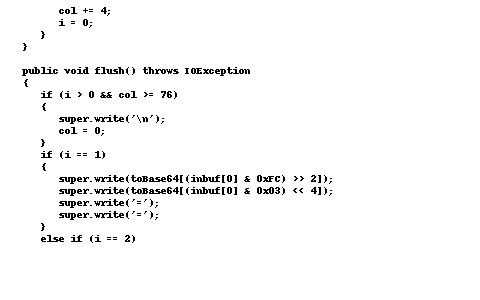 col += 4;
i = 0;
}
}
public void flush() throws IOException
{
if (i > 0 && col >= 76)
{
super.write('\n');
col = 0;
}
if (i == 1)
{
super.write(toBase64[(inbuf[0] & 0xFC) >> 2]);
super.write(toBase64[(inbuf[0] & 0x03) << 4]);
super.write('=');
super.write('=');
}
else if (i == 2)